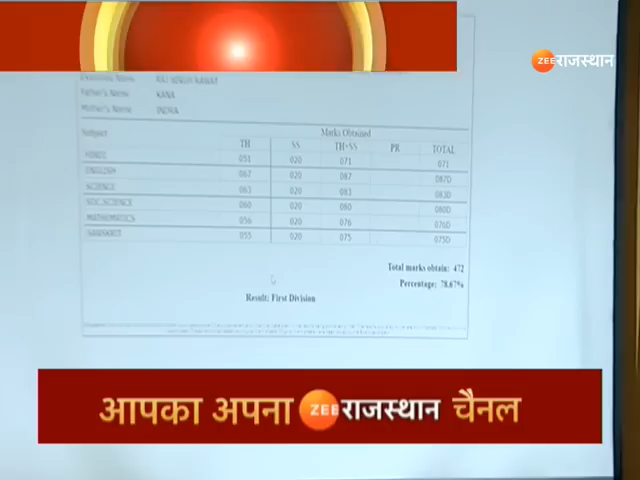 ZEE राजस्थान
Father's Name KANA
Mother's Name INDRA
Subject Marks Obtained
TH SS TH+SS PR TOTAL
HINDI 051 020 071 071
ENGLISH 067 020 087 087D
SCIENCE 063 020 083 083D
SOC.SCIENCE 060 020 080 080D
MATHEMATICS 056 020 076 076D
SANSKRIT 055 020 075 075D
Total marks obtain: 472
Percentage: 78.67%
Result: First Division
आपका अपना ZEE राजस्थान चैनल